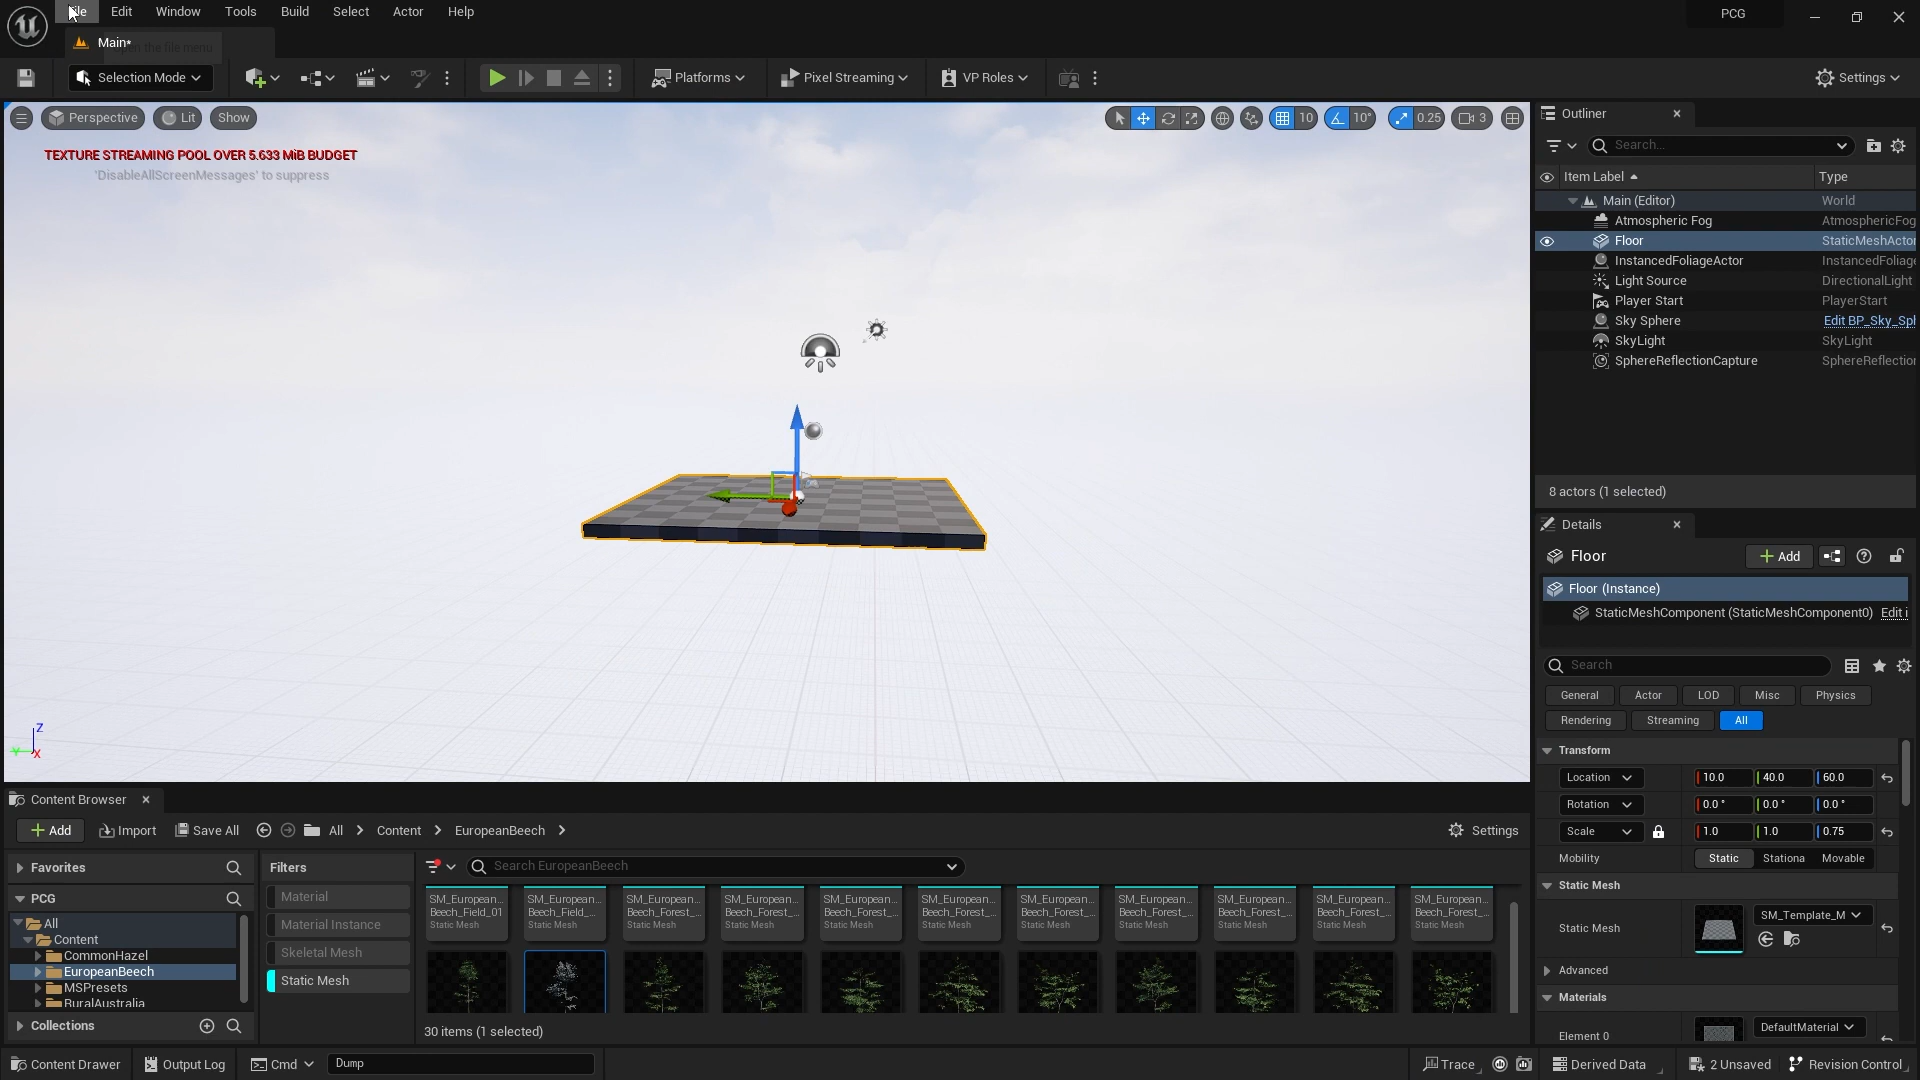 File Edit Window Tools Build Select Actor Help
PCG
Main*
Selection Mode
Platforms
Pixel Streaming
VP Roles
Settings
Perspective
Lit
Show
10
10°
0.25
3
TEXTURE STREAMING POOL OVER 5.633 MiB BUDGET
'DisableAllScreenMessages' to suppress
Z
X
Outliner
Search...
Item Label Type
Main (Editor) World
Atmospheric Fog AtmosphericFog
Floor StaticMeshActor
InstancedFoliageActor InstancedFoliage
Light Source DirectionalLight
Player Start PlayerStart
Sky Sphere Edit BP_Sky_Sph
SkyLight SkyLight
SphereReflectionCapture SphereReflection
8 actors (1 selected)
Details
Floor
Add
Floor (Instance)
StaticMeshComponent (StaticMeshComponent0) Edit i
Search
General Actor LOD Misc Physics
Rendering Streaming All
Transform
Location 10.0 40.0 60.0
Rotation 0.0 ° 0.0 ° 0.0 °
Scale 1.0 1.0 0.75
Mobility Static Stationa Movable
Static Mesh
Static Mesh SM_Template_M
Advanced
Materials
Element 0 DefaultMaterial
Content Browser
Add Import Save All All Content EuropeanBeech
Settings
Favorites
PCG
All
Content
CommonHazel
EuropeanBeech
MSPresets
RuralAustralia
Collections
Filters
Material
Material Instance
Skeletal Mesh
Static Mesh
Search EuropeanBeech
SM_European.. SM_European... SM_European.. SM_European.. SM_European.. SM_European.. SM_European.. SM_European.. SM_European.. SM_European.. SM_European..
Beech_Field_01 Beech_Field_... Beech_Forest_... Beech_Forest_... Beech_Forest_... Beech_Forest_... Beech_Forest_... Beech_Forest_... Beech_Forest_... Beech_Forest_... Beech_Forest_...
Static Mesh Static Mesh Static Mesh Static Mesh Static Mesh Static Mesh Static Mesh Static Mesh Static Mesh Static Mesh Static Mesh
30 items (1 selected)
Content Drawer
Output Log
Cmd
Dump
Trace
Derived Data
2 Unsaved
Revision Control